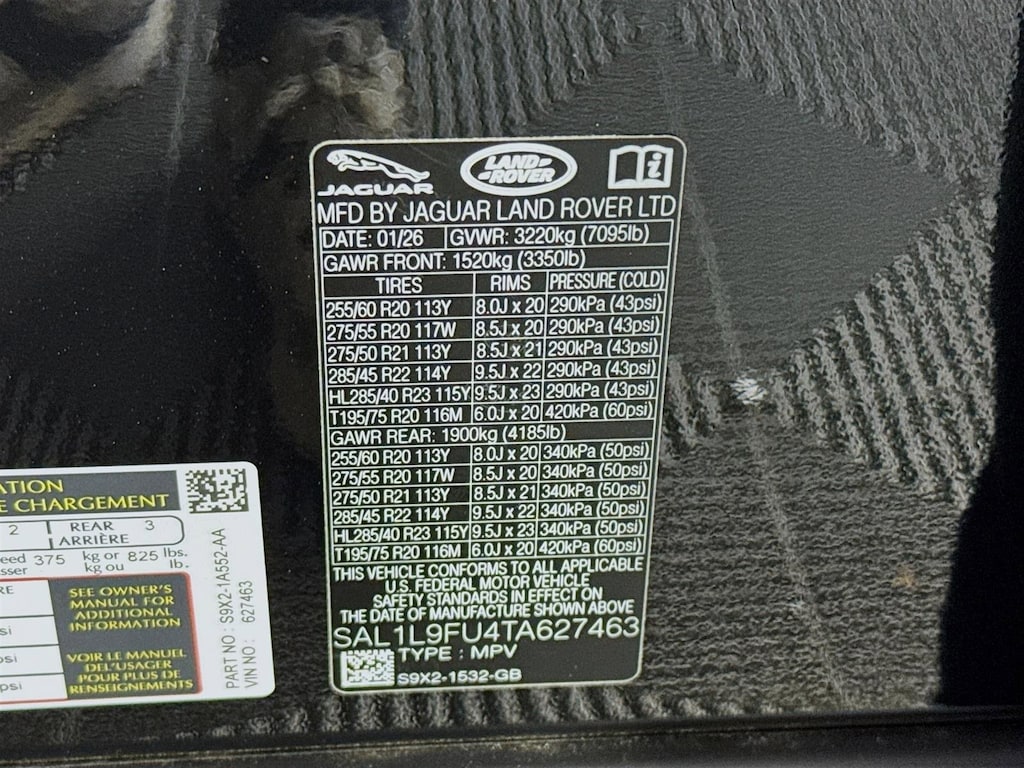 JAGUAR
LAND ROVER
i
MFD BY JAGUAR LAND ROVER LTD
DATE: 01/26 GVWR: 3220kg (7095lb)
GAWR FRONT: 1520kg (3350lb)
TIRES RIMS PRESSURE (COLD)
255/60 R20 113Y 8.0J x 20 290kPa (43psi)
275/55 R20 117W 8.5J x 20 290kPa (43psi)
275/50 R21 113Y 8.5J x 21 290kPa (43psi)
285/45 R22 114Y 9.5J x 22 290kPa (43psi)
HL285/40 R23 115Y 9.5J x 23 290kPa (43psi)
T195/75 R20 116M 6.0J x 20 420kPa (60psi)
GAWR REAR: 1900kg (4185lb)
255/60 R20 113Y 8.0J x 20 340kPa (50psi)
275/55 R20 117W 8.5J x 20 340kPa (50psi)
275/50 R21 113Y 8.5J x 21 340kPa (50psi)
285/45 R22 114Y 9.5J x 22 340kPa (50psi)
HL285/40 R23 115Y 9.5J x 23 340kPa (50psi)
T195/75 R20 116M 6.0J x 20 420kPa (60psi)
THIS VEHICLE CONFORMS TO ALL APPLICABLE
U.S. FEDERAL MOTOR VEHICLE
SAFETY STANDARDS IN EFFECT ON
THE DATE OF MANUFACTURE SHOWN ABOVE
SAL1L9FU4TA627463
TYPE : MPV
S9X2-1532-GB
ATION
E CHARGEMENT
2 REAR 3
ARRIÈRE
eed 375 kg or 825 lbs.
sser kg ou lb.
RE
si
psi
psi
SEE OWNER'S
MANUAL FOR
ADDITIONAL
INFORMATION
VOIR LE MANUEL
DE L'USAGER
POUR PLUS DE
RENSEIGNEMENTS
PART NO : S9X2-1A552-AA
VIN NO : 627463